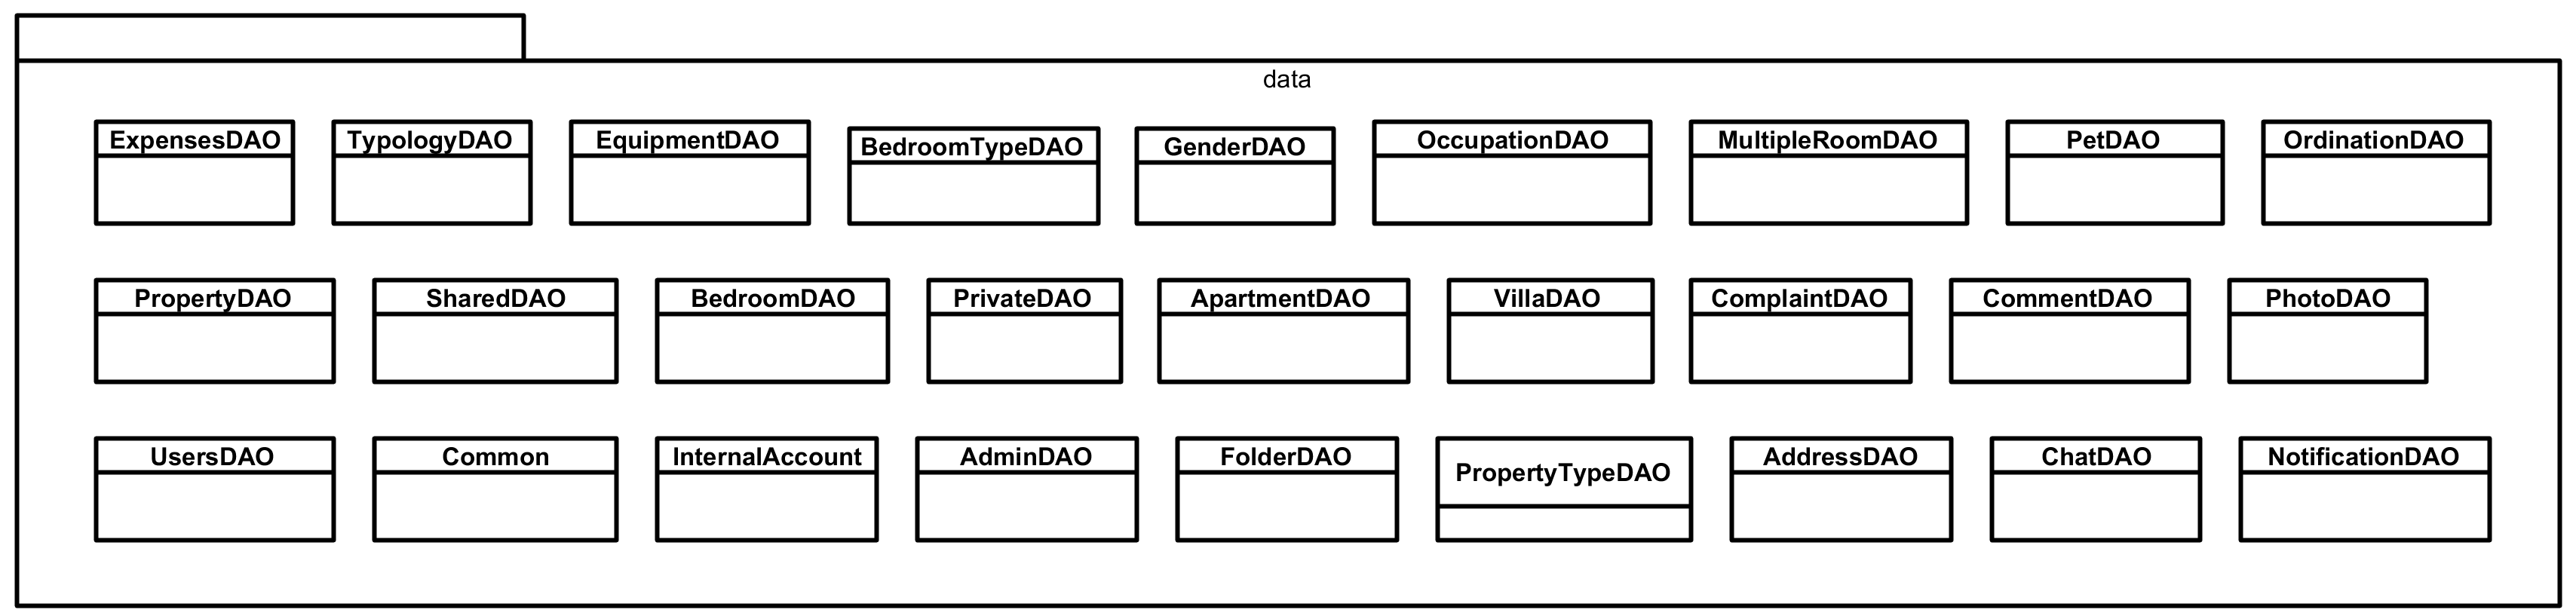 data
ExpensesDAO
TypologyDAO
EquipmentDAO
BedroomTypeDAO
GenderDAO
OccupationDAO
MultipleRoomDAO
PetDAO
OrdinationDAO
PropertyDAO
SharedDAO
BedroomDAO
PrivateDAO
ApartmentDAO
VillaDAO
ComplaintDAO
CommentDAO
PhotoDAO
UsersDAO
Common
InternalAccount
AdminDAO
FolderDAO
PropertyTypeDAO
AddressDAO
ChatDAO
NotificationDAO